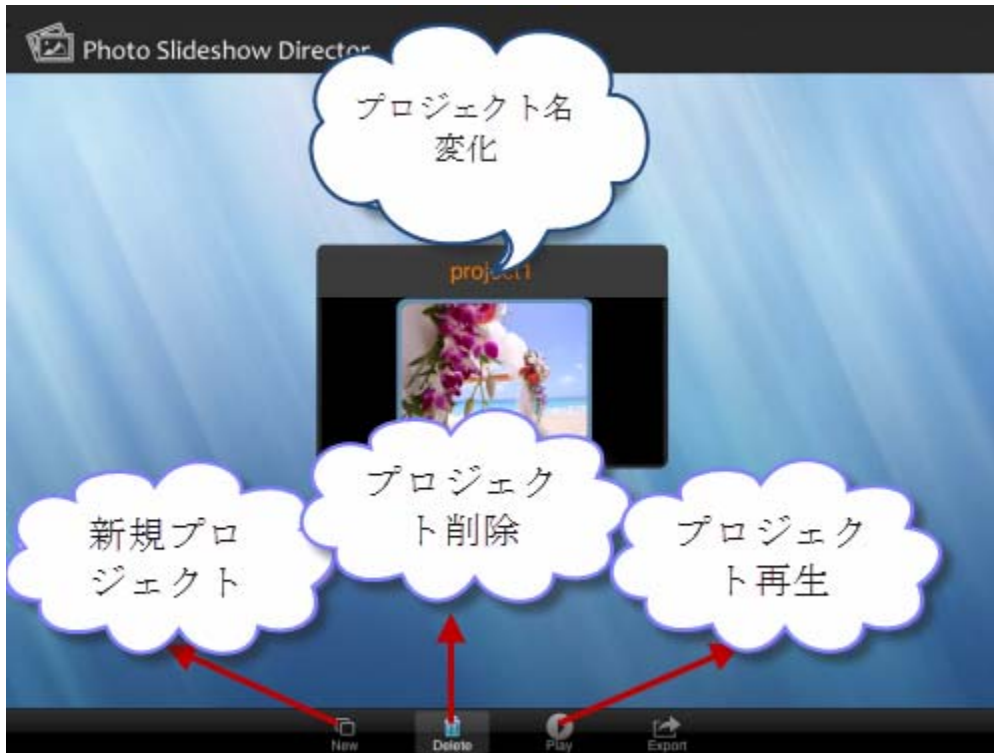 Photo Slideshow Director
プロジェクト名
変化
project1
プロジェク
ト削除
新規プロ
ジェクト
プロジェク
ト再生
New
Delete
Play
Export